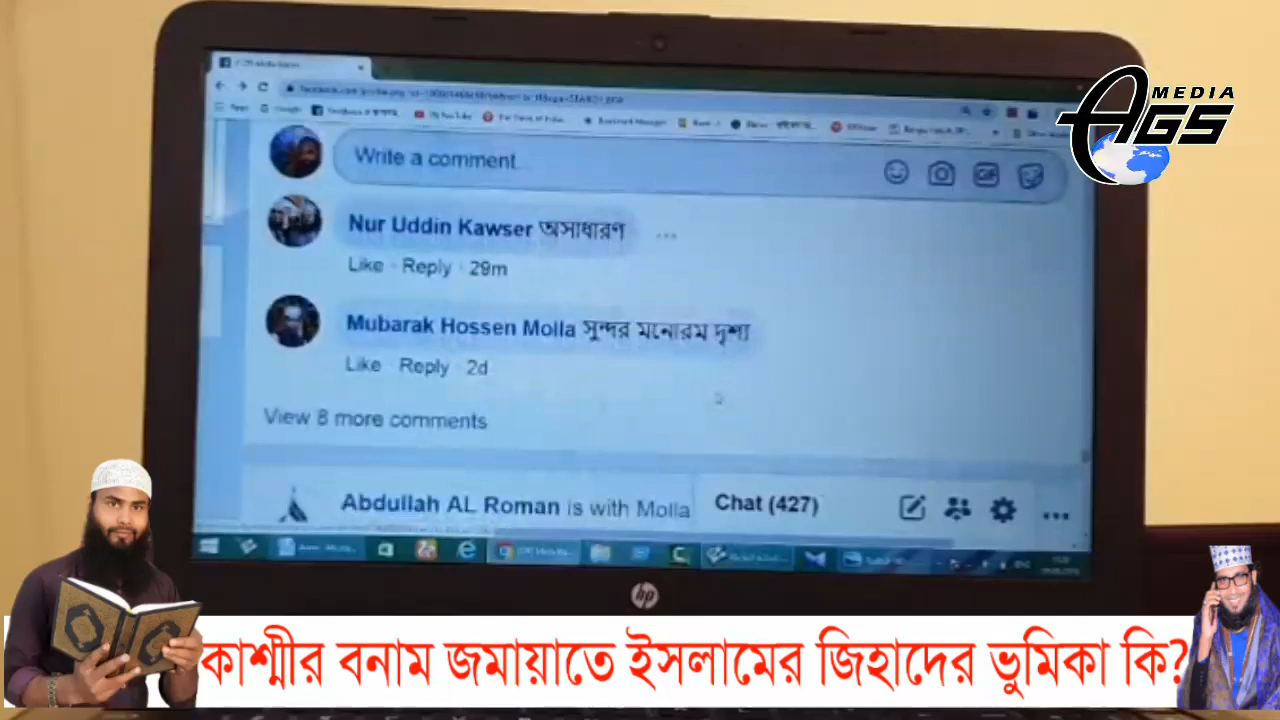 MEDIA
AGS
Write a comment...
Nur Uddin Kawser অসাধারণ
Like · Reply · 29m
Mubarak Hossen Molla সুন্দর মনোরম দৃশ্য
Like · Reply · 2d
View 8 more comments
Abdullah AL Roman is with Molla
Chat (427)
hp
কাশ্মীর বনাম জমায়াতে ইসলামের জিহাদের ভুমিকা কি?